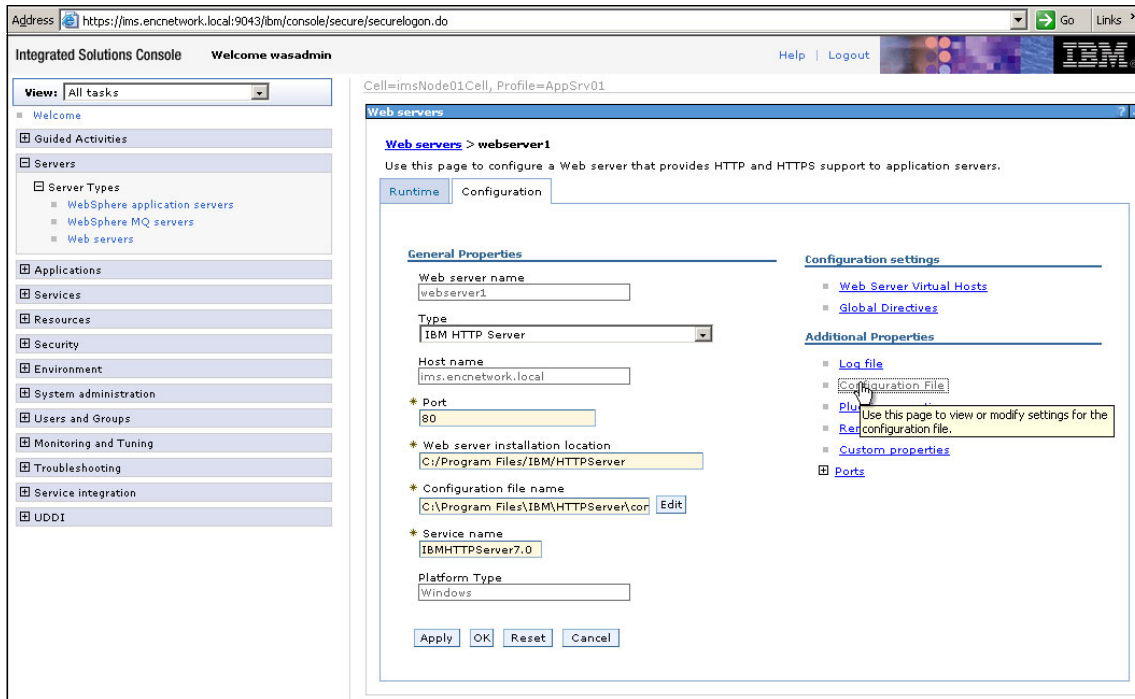 Address https://ims.encnetwork.local:9043/ibm/console/secure/securelogon.do Go Links
Integrated Solutions Console Welcome wasadmin Help | Logout IBM
View: All tasks
Welcome
Guided Activities
Servers
Server Types
WebSphere application servers
WebSphere MQ servers
Web servers
Applications
Services
Resources
Security
Environment
System administration
Users and Groups
Monitoring and Tuning
Troubleshooting
Service integration
UDDI
Cell=imsNode01Cell, Profile=AppSrv01
Web servers ?
Web servers > webserver1
Use this page to configure a Web server that provides HTTP and HTTPS support to application servers.
Runtime Configuration
General Properties
Web server name
webserver1
Type
IBM HTTP Server
Host name
ims.encnetwork.local
* Port
80
* Web server installation location
C:/Program Files/IBM/HTTPServer
* Configuration file name
C:\Program Files\IBM\HTTPServer\cor Edit
* Service name
IBMHTTPServer7.0
Platform Type
Windows
Apply OK Reset Cancel
Configuration settings
Web Server Virtual Hosts
Global Directives
Additional Properties
Log file
Configuration File
Use this page to view or modify settings for the
configuration file.
Custom properties
Ports